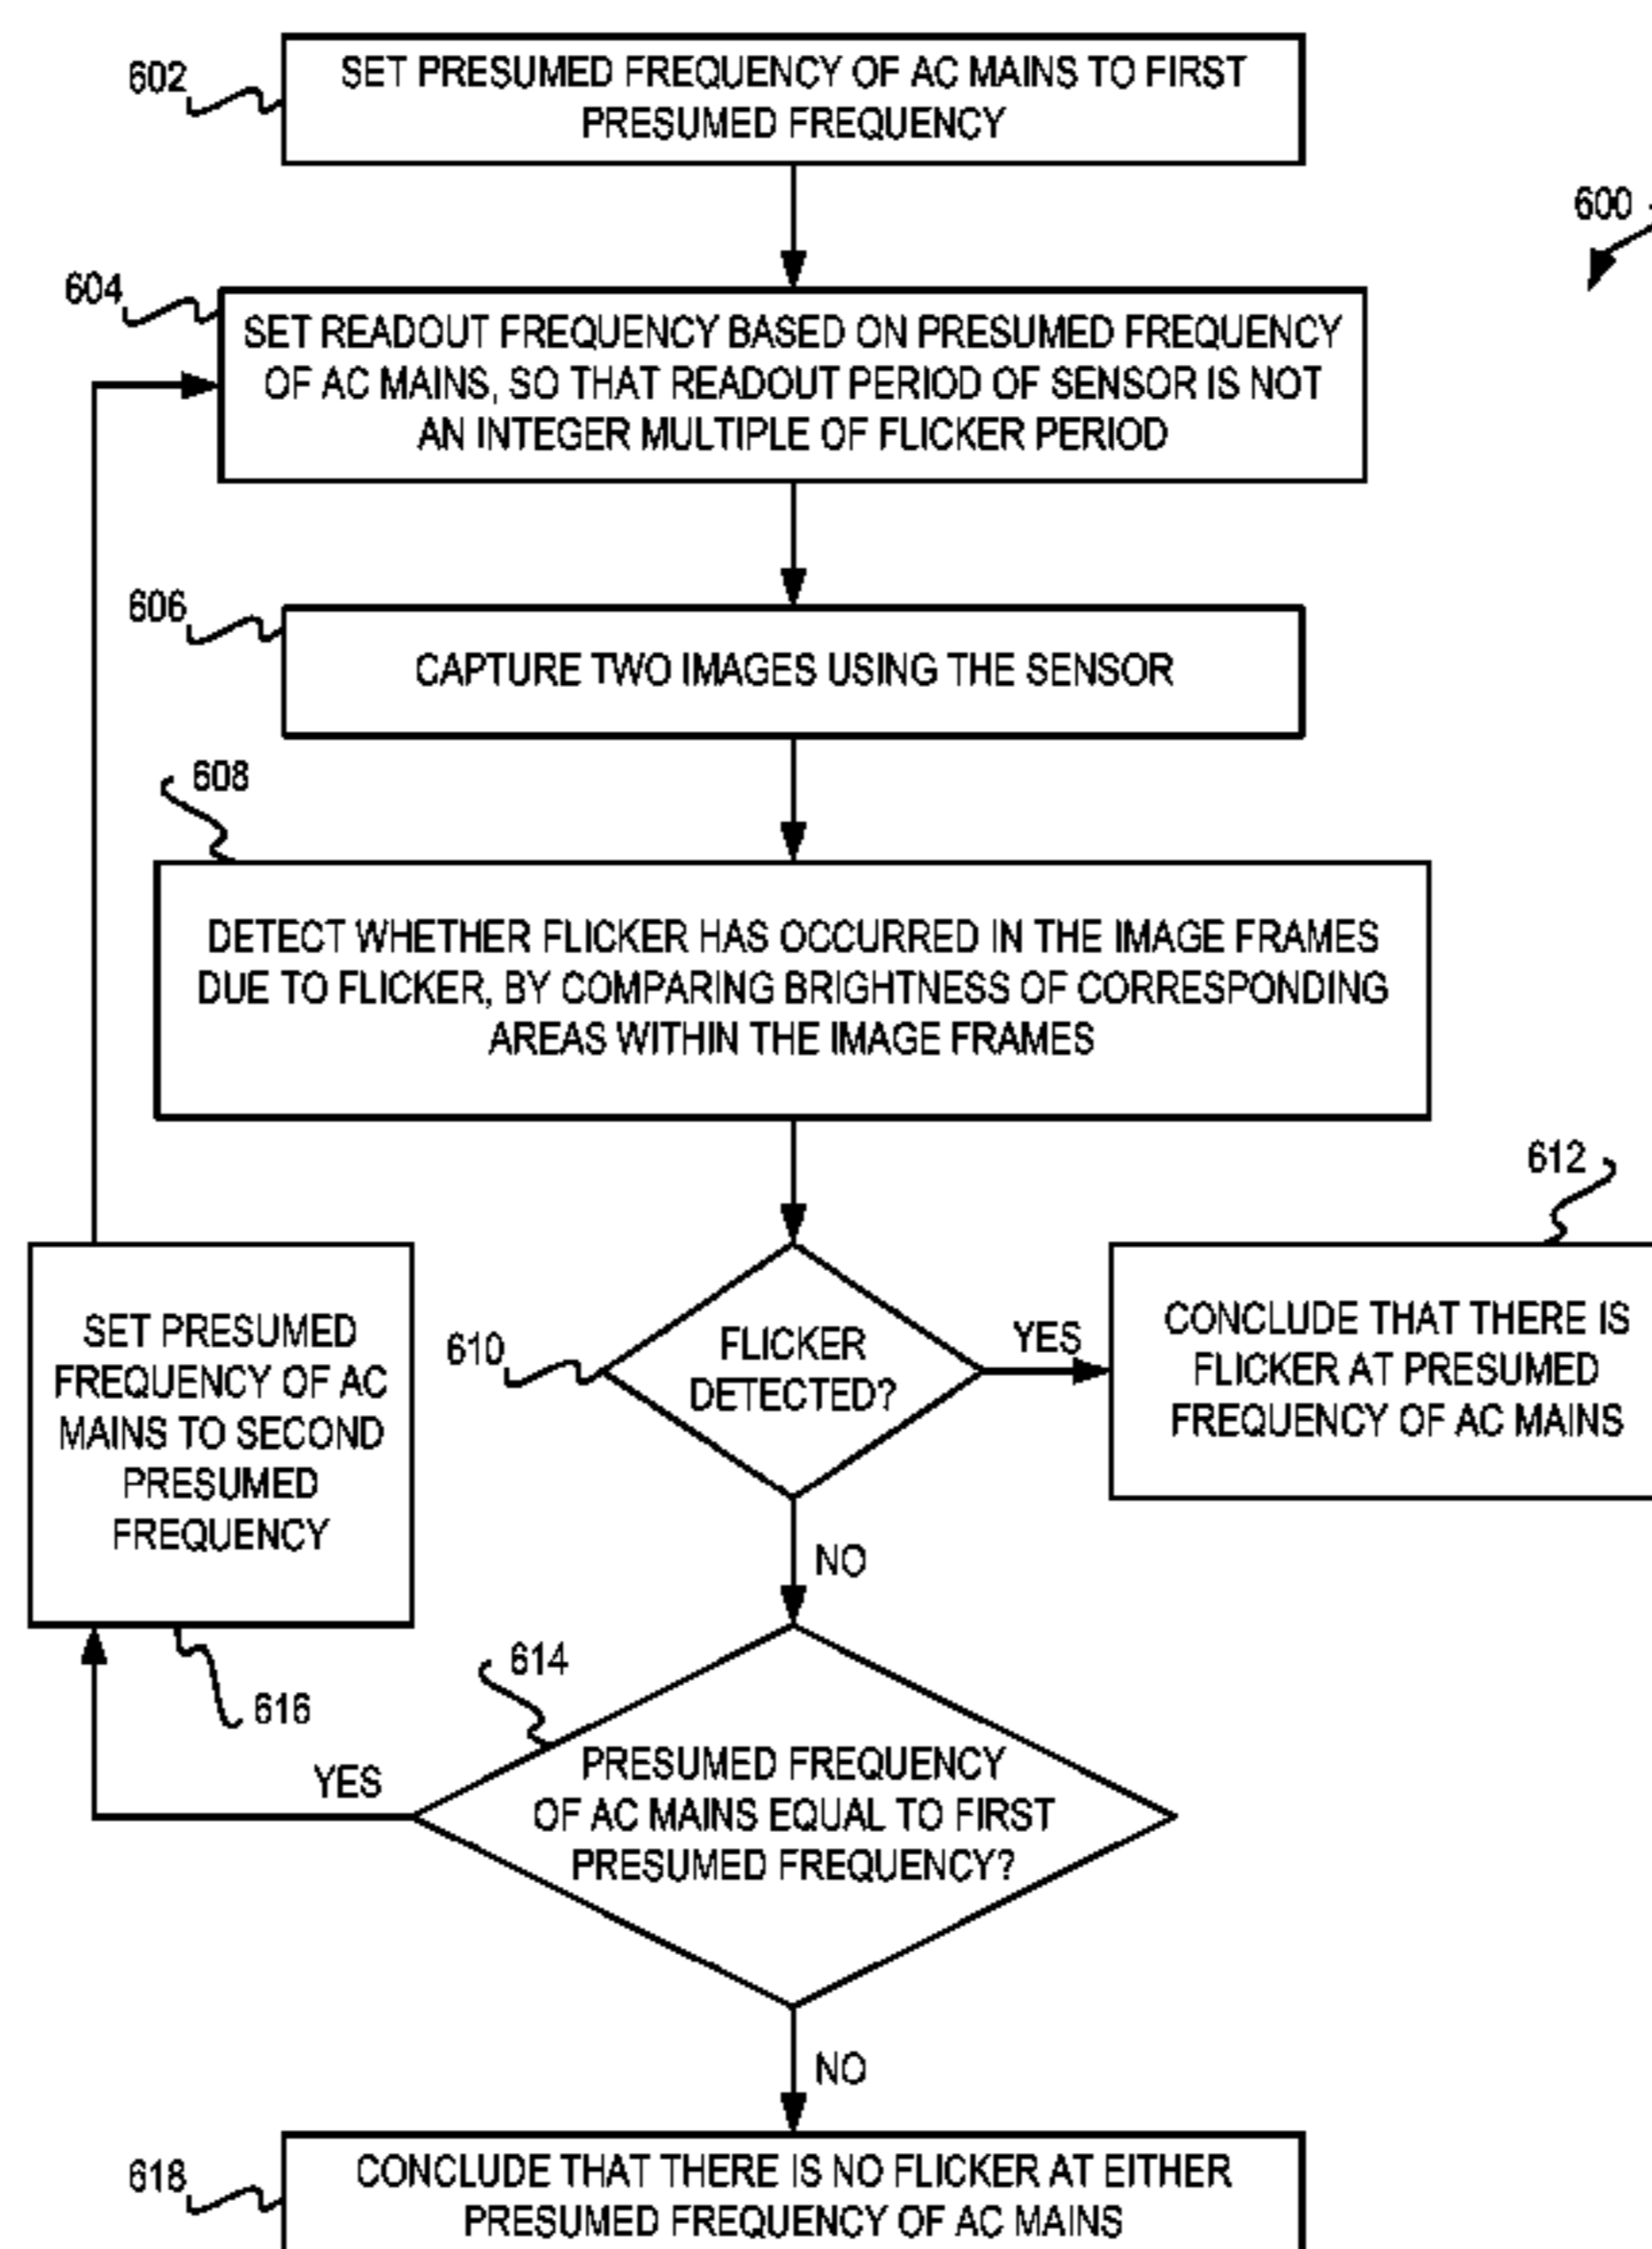 602
SET PRESUMED FREQUENCY OF AC MAINS TO FIRST
PRESUMED FREQUENCY
600
604
SET READOUT FREQUENCY BASED ON PRESUMED FREQUENCY
OF AC MAINS, SO THAT READOUT PERIOD OF SENSOR IS NOT
AN INTEGER MULTIPLE OF FLICKER PERIOD
606
CAPTURE TWO IMAGES USING THE SENSOR
608
DETECT WHETHER FLICKER HAS OCCURRED IN THE IMAGE FRAMES
DUE TO FLICKER, BY COMPARING BRIGHTNESS OF CORRESPONDING
AREAS WITHIN THE IMAGE FRAMES
610
FLICKER
DETECTED?
YES
612
CONCLUDE THAT THERE IS
FLICKER AT PRESUMED
FREQUENCY OF AC MAINS
NO
614
PRESUMED FREQUENCY
OF AC MAINS EQUAL TO FIRST
PRESUMED FREQUENCY?
YES
616
SET PRESUMED
FREQUENCY OF AC
MAINS TO SECOND
PRESUMED
FREQUENCY
NO
618
CONCLUDE THAT THERE IS NO FLICKER AT EITHER
PRESUMED FREQUENCY OF AC MAINS